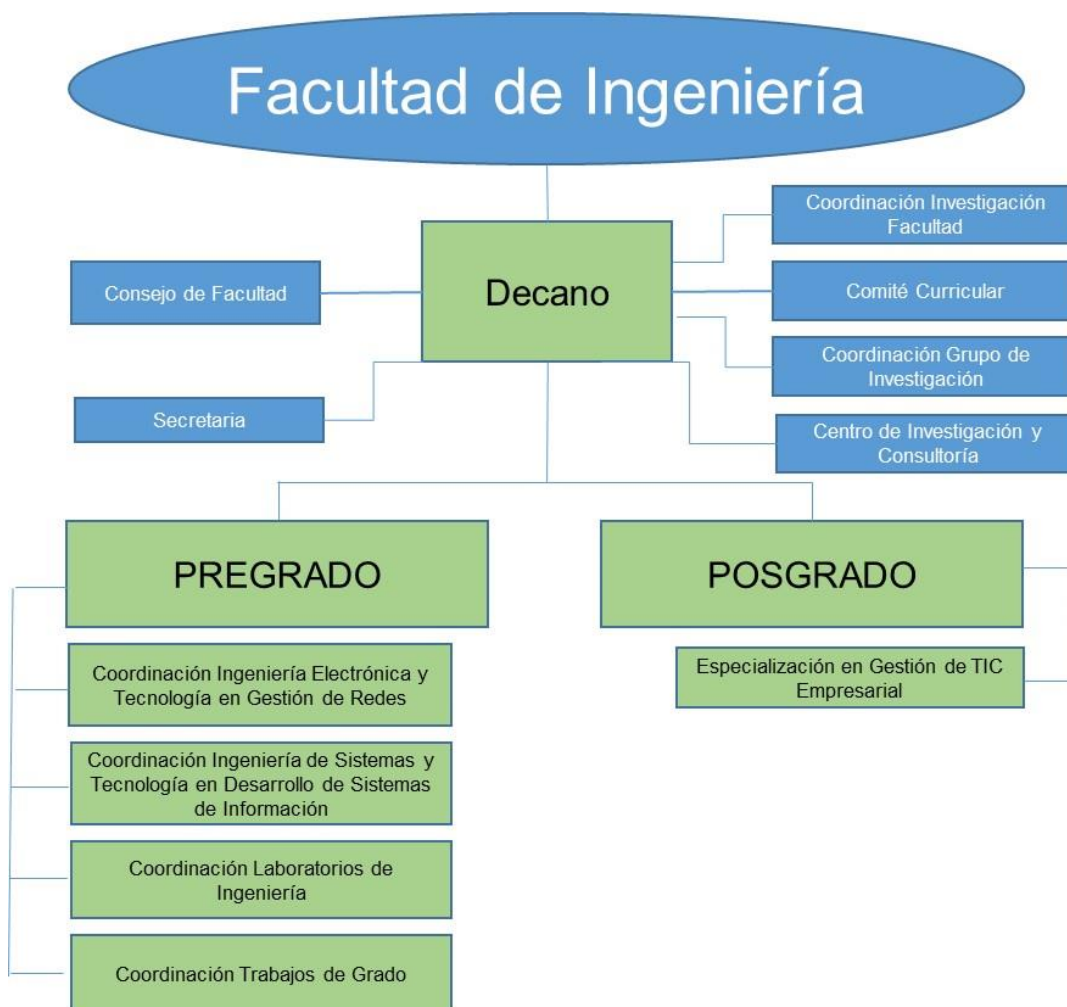 Facultad de Ingeniería
Coordinación Investigación
Facultad
Consejo de Facultad
Decano
Comité Curricular
Coordinación Grupo de
Investigación
Secretaria
Centro de Investigación y
Consultoría
PREGRADO
POSGRADO
Coordinación Ingeniería Electrónica y
Tecnología en Gestión de Redes
Especialización en Gestión de TIC
Empresarial
Coordinación Ingeniería de Sistemas y
Tecnología en Desarrollo de Sistemas
de Información
Coordinación Laboratorios de
Ingeniería
Coordinación Trabajos de Grado